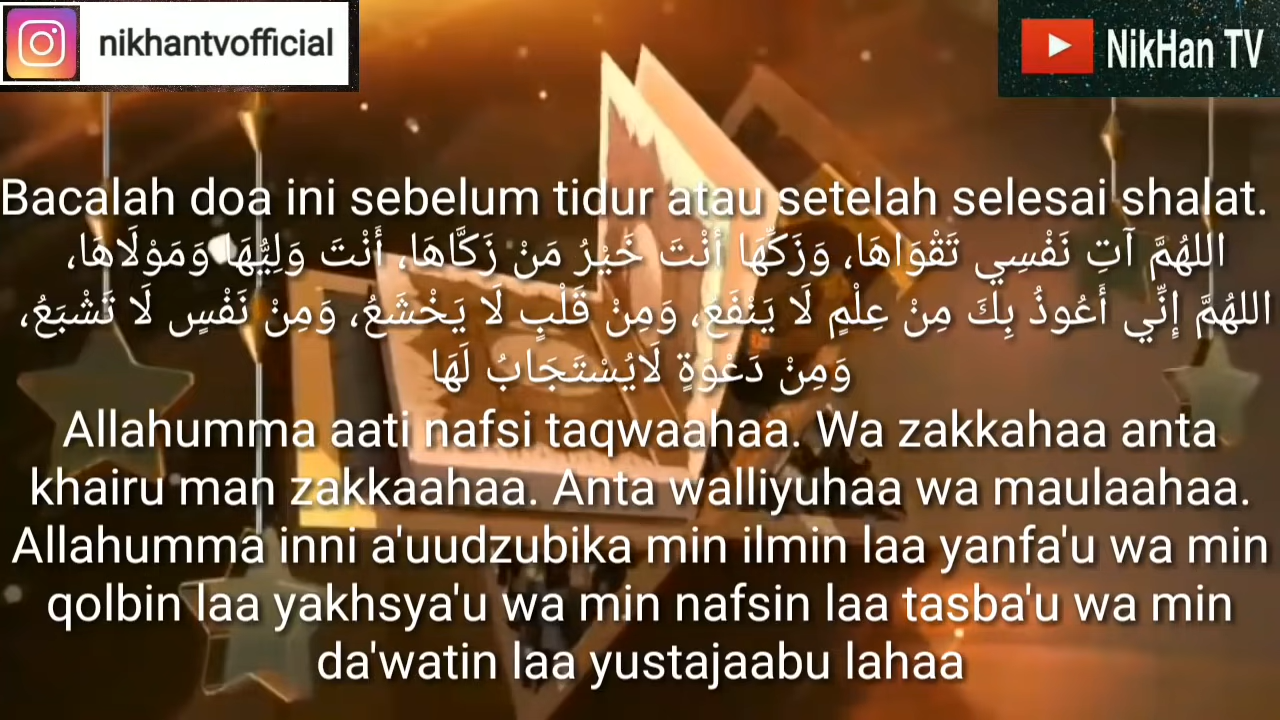 nikhantvofficial
NikHan TV
Bacalah doa ini sebelum tidur atau setelah selesai shalat.
اللهُمَّ آتِ نَفْسِي تَقْوَاهَا، وَزَكِّهَا أَنْتَ خَيْرُ مَنْ زَكَّاهَا، أَنْتَ وَلِيُّهَا وَمَوْلَاهَا،
اللهُمَّ إِنِّي أَعُوذُ بِكَ مِنْ عِلْمٍ لَا يَنْفَعُ، وَمِنْ قَلْبٍ لَا يَخْشَعُ، وَمِنْ نَفْسٍ لَا تَشْبَعُ،
وَمِنْ دَعْوَةٍ لَايُسْتَجَابُ لَهَا
Allahumma aati nafsi taqwaahaa. Wa zakkahaa anta
khairu man zakkaahaa. Anta walliyuhaa wa maulaahaa.
Allahumma inni a'uudzubika min ilmin laa yanfa'u wa min
qolbin laa yakhsya'u wa min nafsin laa tasba'u wa min
da'watin laa yustajaabu lahaa